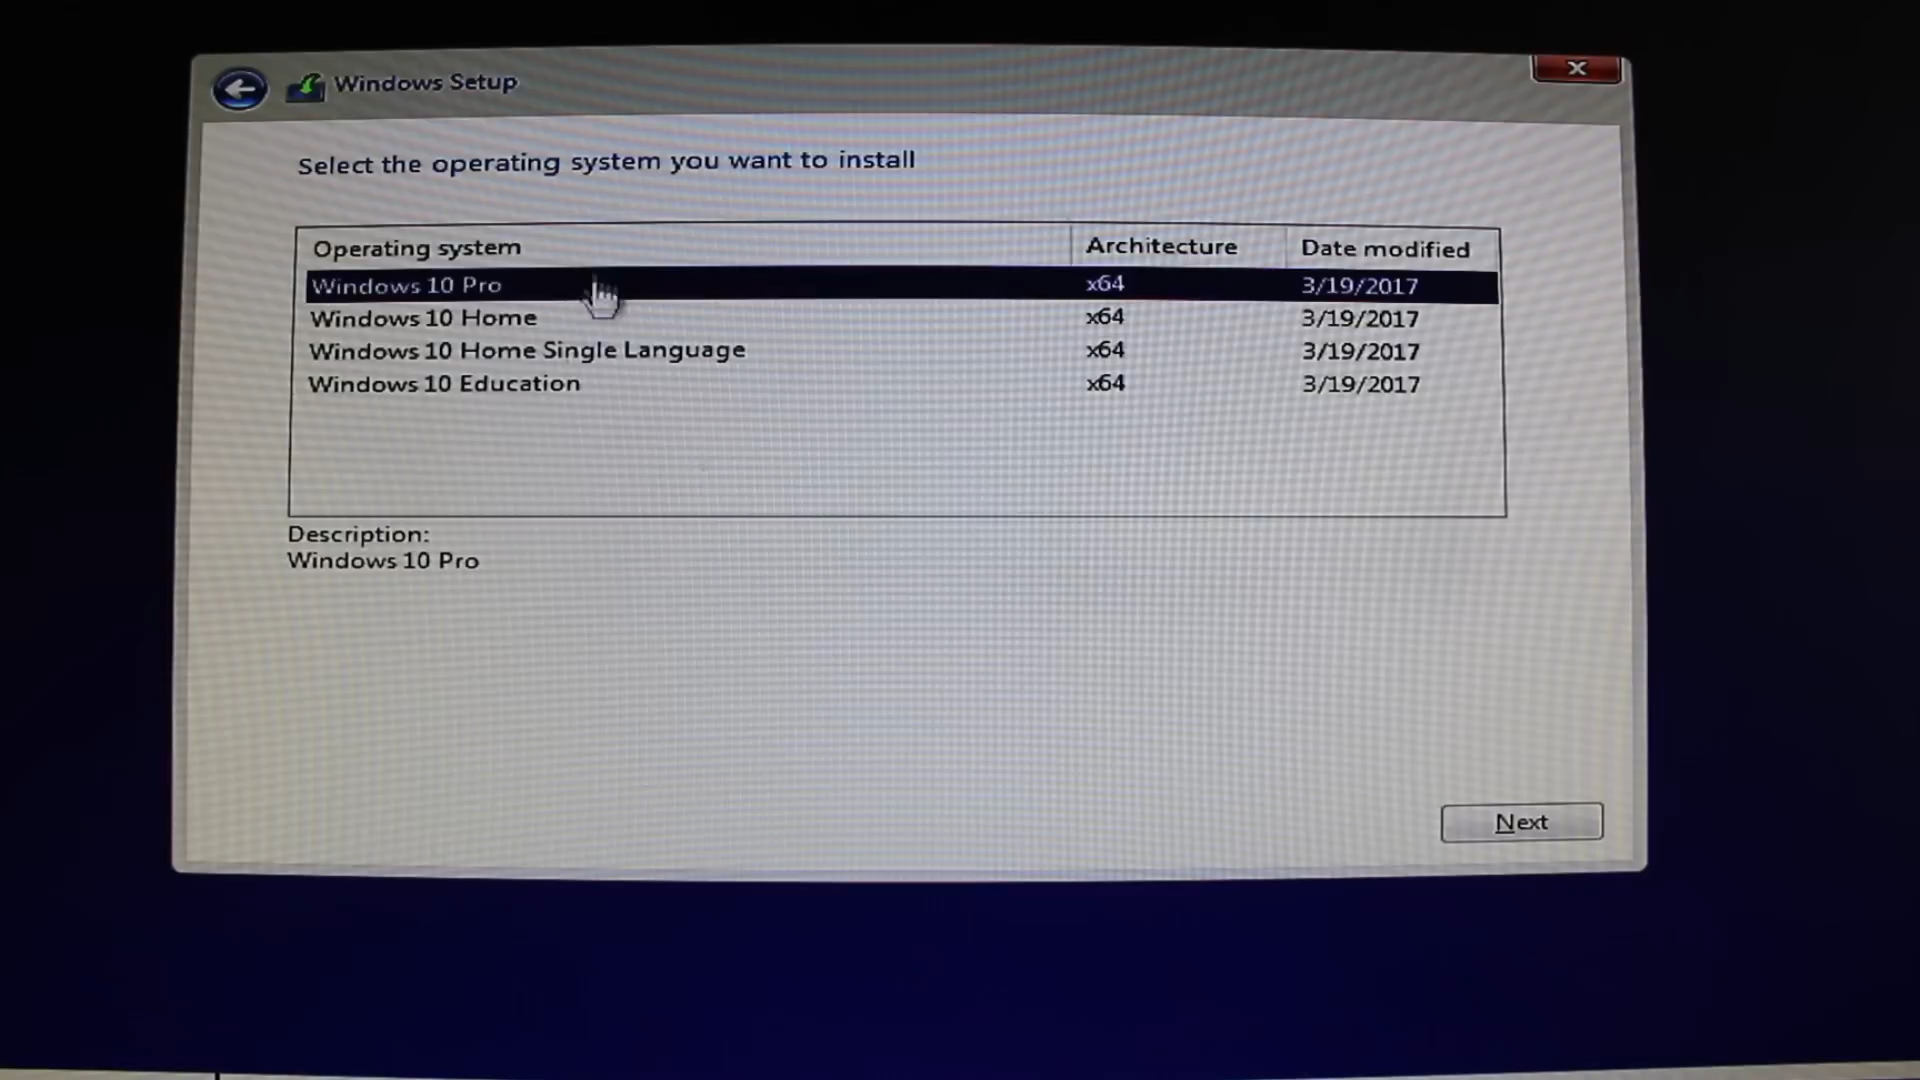 Windows Setup
x
Select the operating system you want to install
Operating system Architecture Date modified
Windows 10 Pro x64 3/19/2017
Windows 10 Home x64 3/19/2017
Windows 10 Home Single Language x64 3/19/2017
Windows 10 Education x64 3/19/2017
Description:
Windows 10 Pro
Next